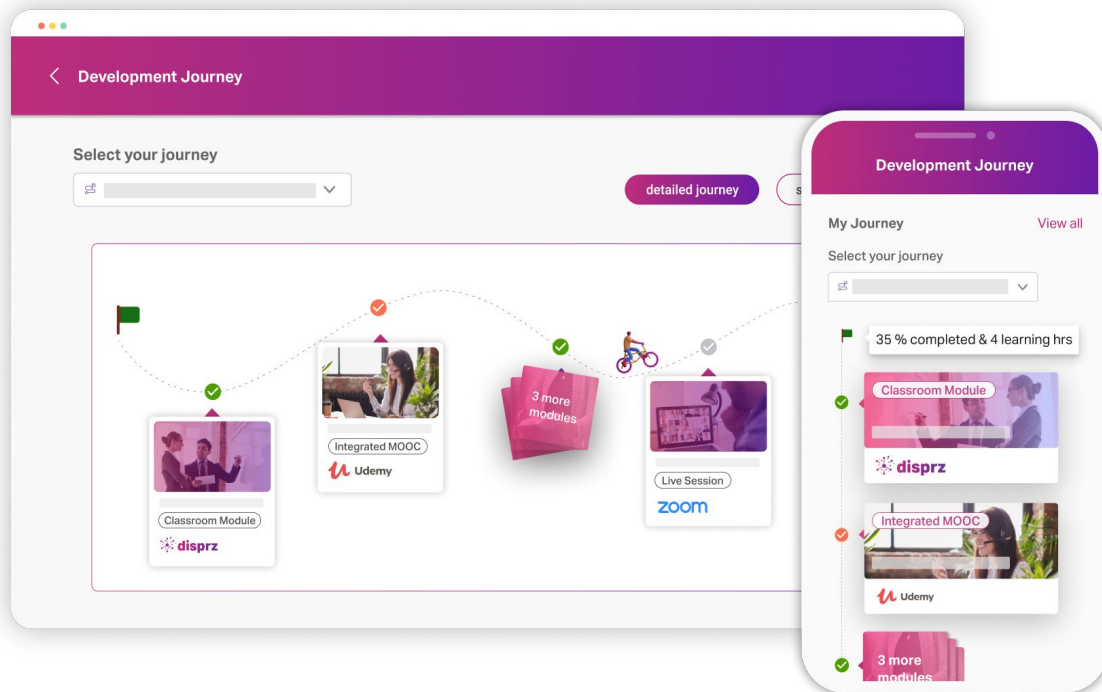 Development Journey
Select your journey
detailed journey
3 more
modules
Integrated MOOC
Udemy
Live Session
zoom
Classroom Module
disprz
Development Journey
My Journey
View all
Select your journey
35 % completed & 4 learning hrs
Classroom Module
disprz
Integrated MOOC
Udemy
3 more
modules